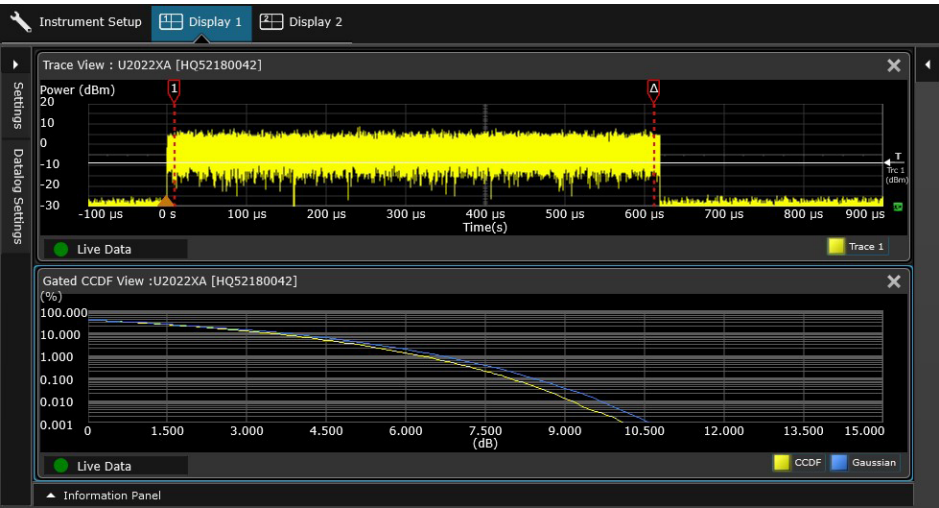 Instrument Setup Display 1 Display 2
Settings
Datalog Settings
Trace View : U2022XA [HQ52180042]
Power (dBm)
1 Δ
20
10
0
-10
-20
-30
T
Trc 1
(dBm)
-100 µs 0 s 100 µs 200 µs 300 µs 400 µs 500 µs 600 µs 700 µs 800 µs 900 µs
Time(s)
Live Data Trace 1
Gated CCDF View :U2022XA [HQ52180042]
(%)
100.000
10.000
1.000
0.100
0.010
0.001
0 1.500 3.000 4.500 6.000 7.500 9.000 10.500 12.000 13.500 15.000
(dB)
Live Data CCDF Gaussian
Information Panel